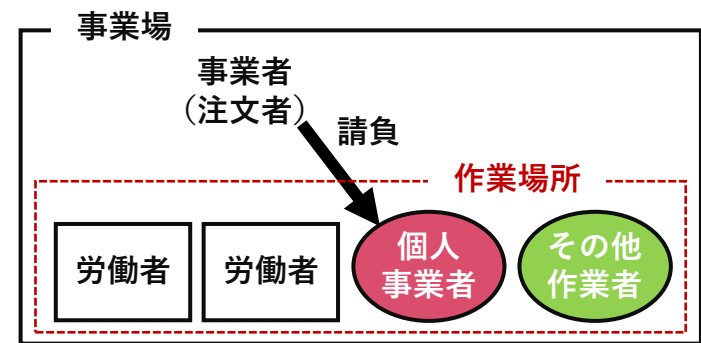 事業場
事業者
（注文者）
請負
作業場所
労働者
労働者
個人
事業者
その他
作業者